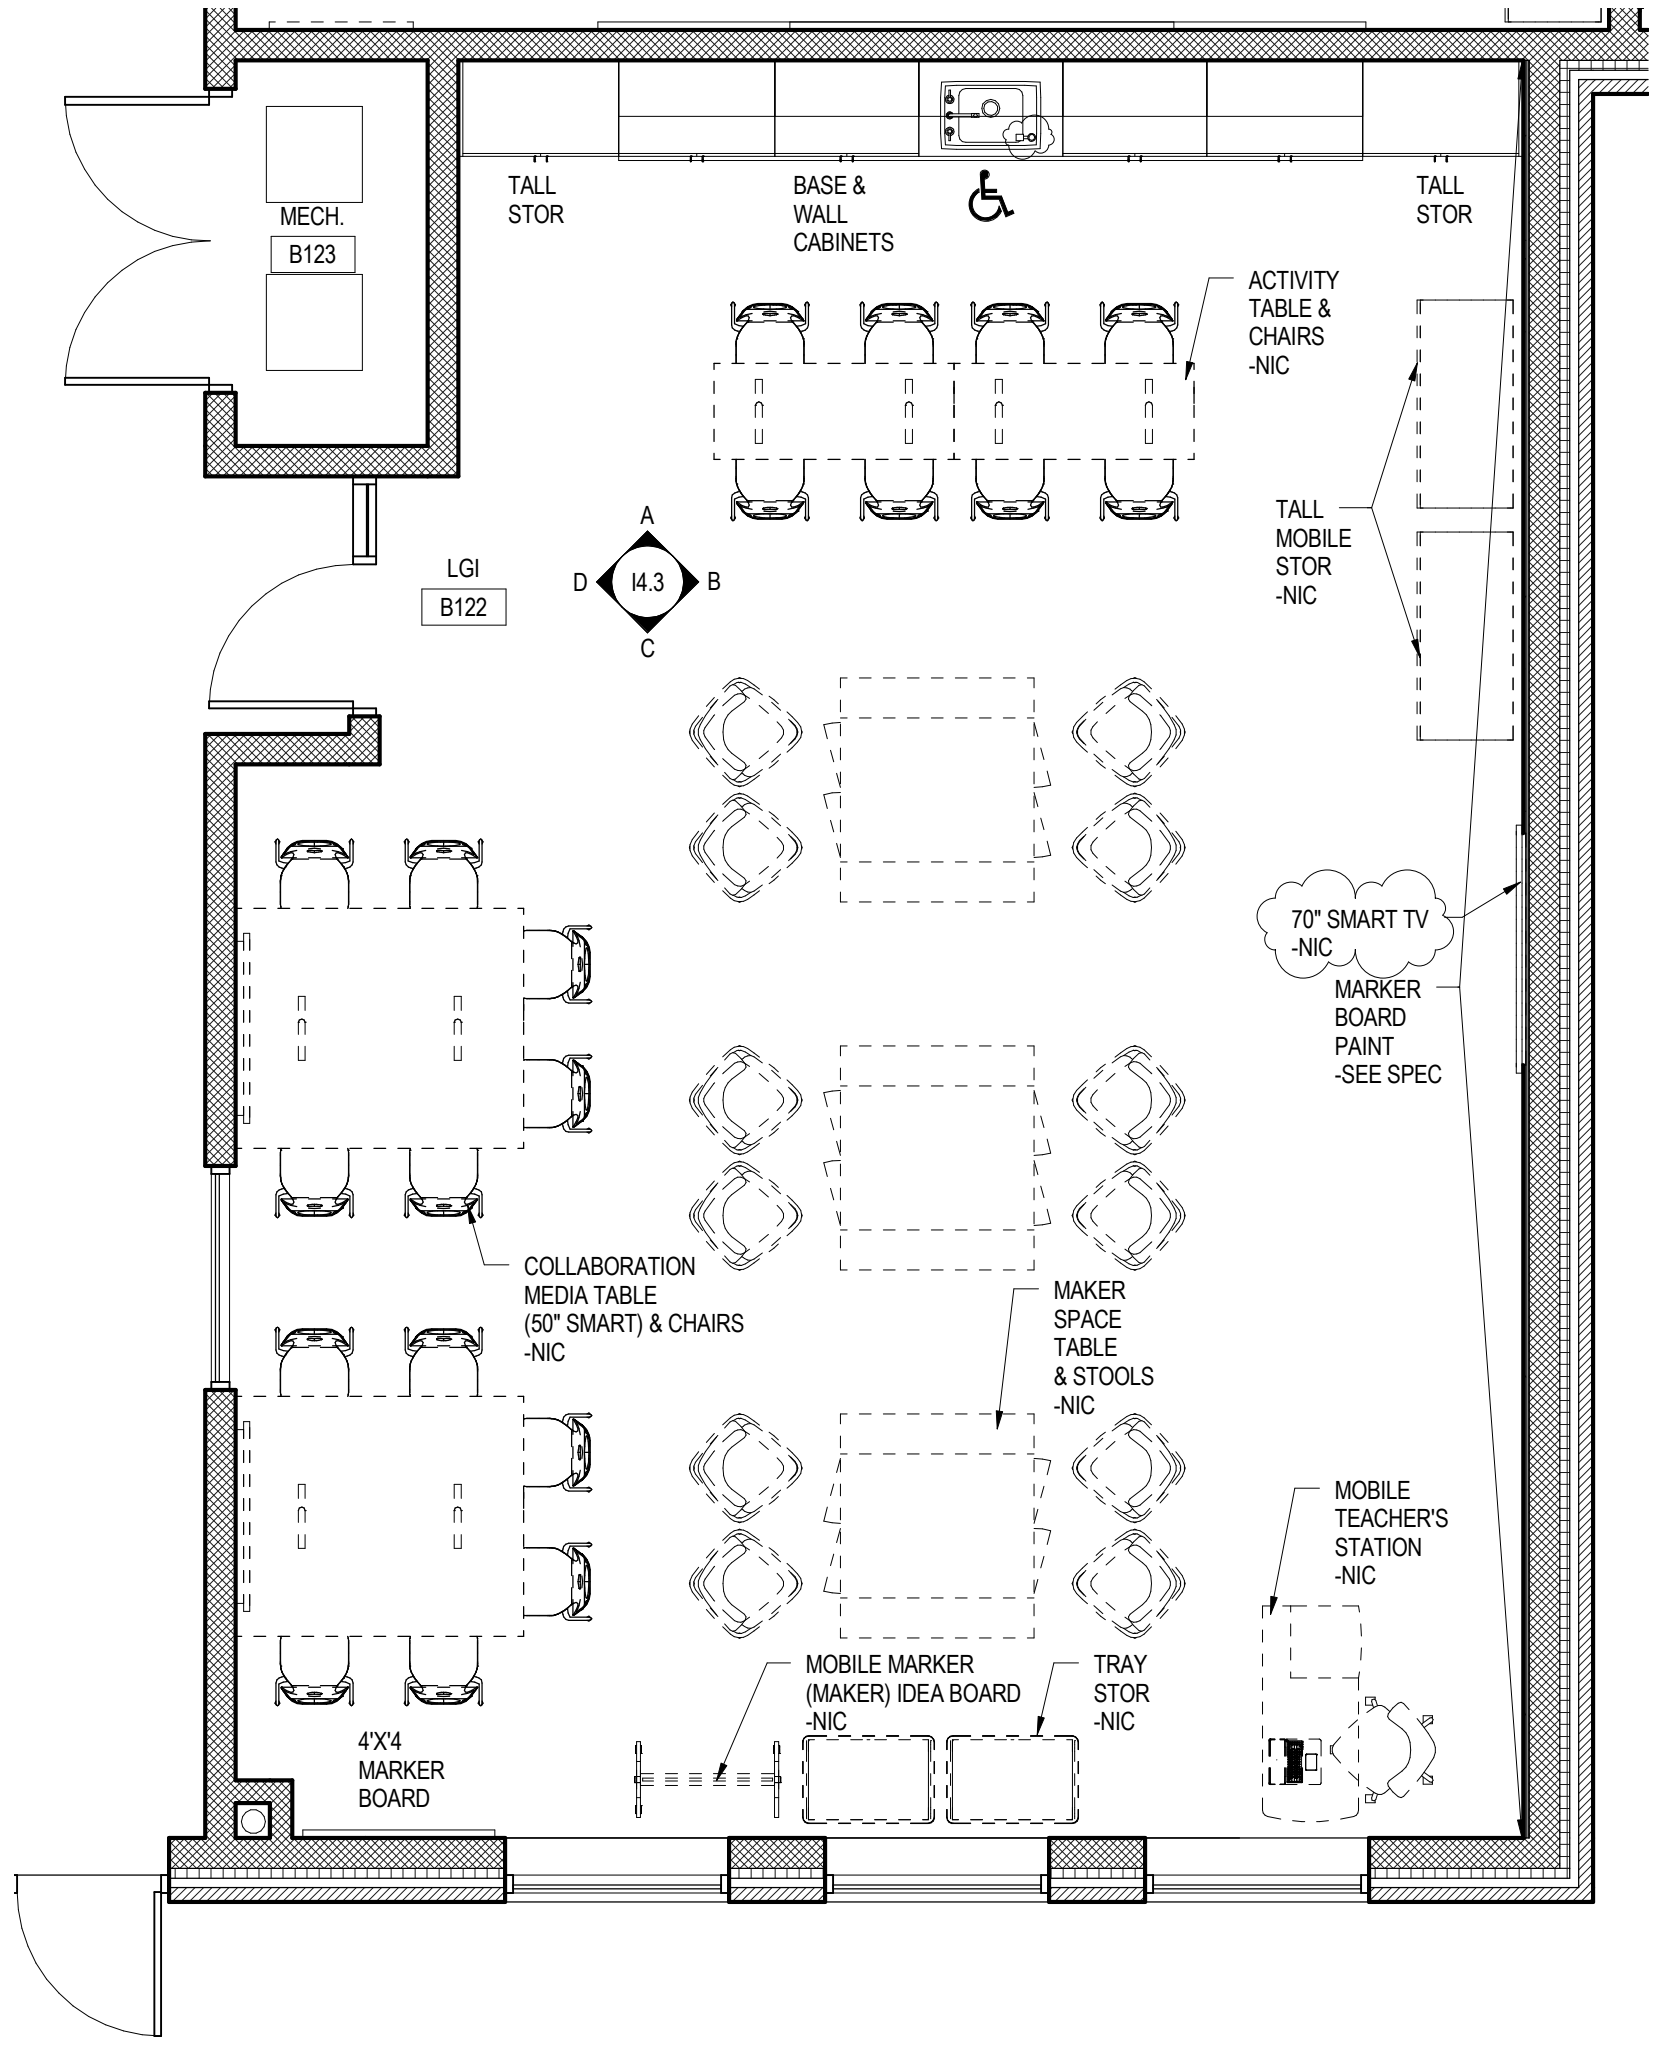 TALL
STOR
BASE &
WALL
CABINETS
TALL
STOR
MECH.
B123
ACTIVITY
TABLE &
CHAIRS
-NIC
TALL
MOBILE
STOR
-NIC
A
D
I4.3
B
C
LGI
B122
70" SMART TV
-NIC
MARKER
BOARD
PAINT
-SEE SPEC
COLLABORATION
MEDIA TABLE
(50" SMART) & CHAIRS
-NIC
MAKER
SPACE
TABLE
& STOOLS
-NIC
MOBILE
TEACHER'S
STATION
-NIC
MOBILE MARKER
(MAKER) IDEA BOARD
-NIC
TRAY
STOR
-NIC
4'X'4
MARKER
BOARD